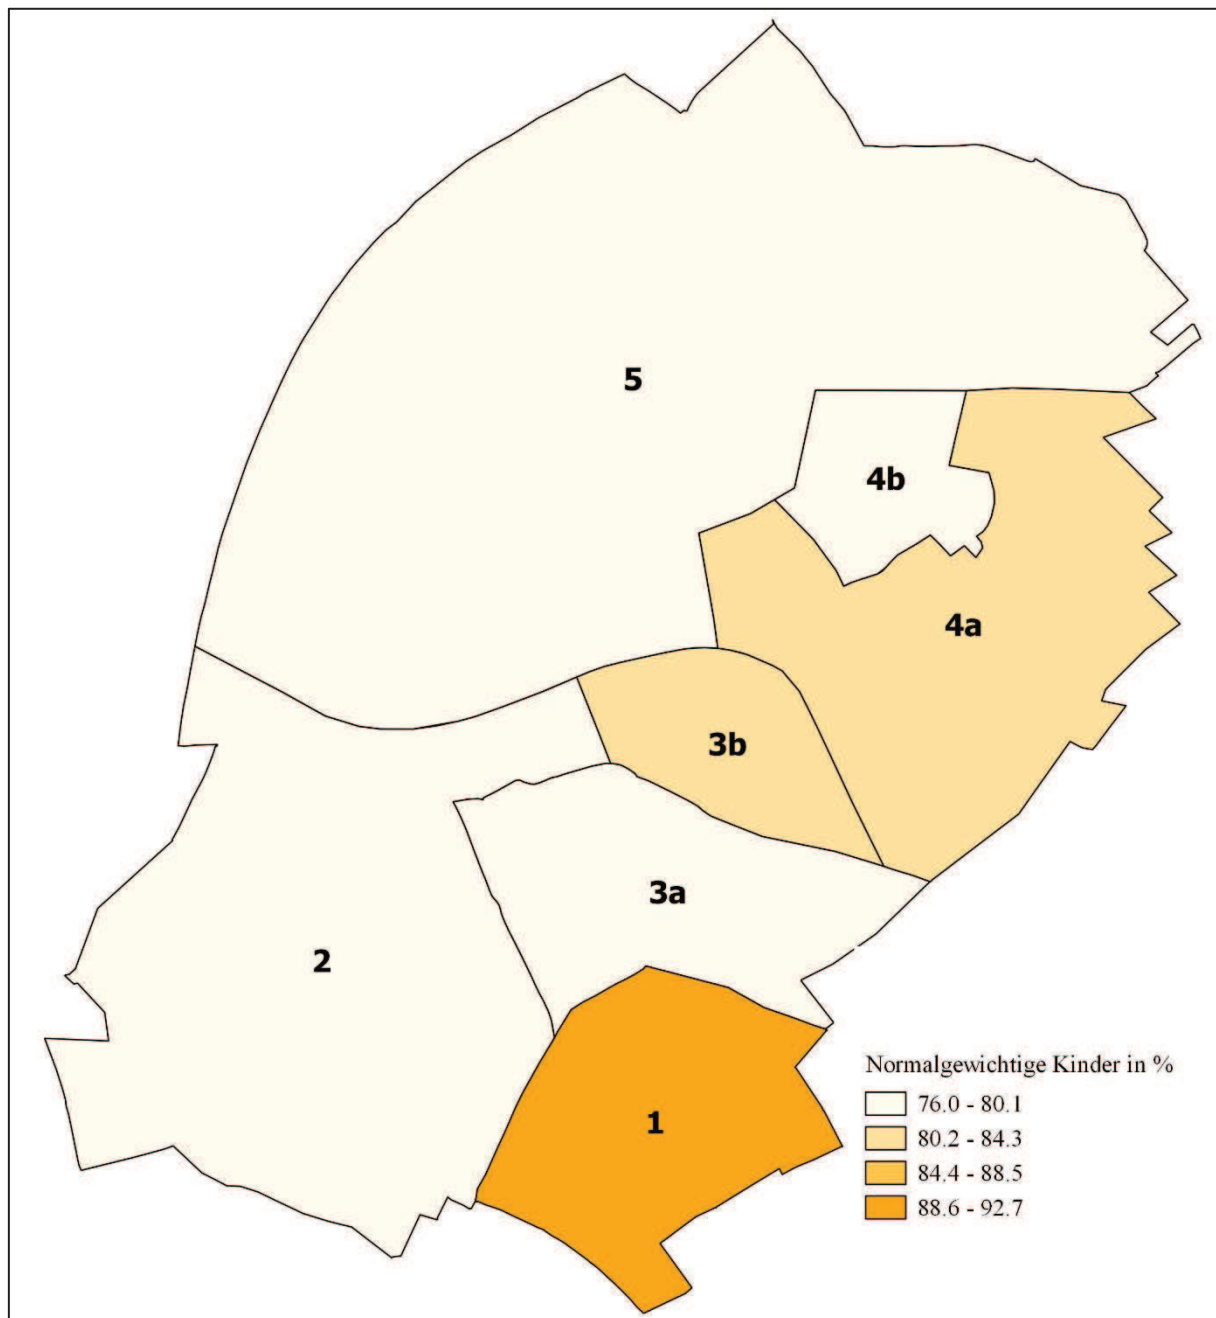 5
4b
4a
3b
3a
2
1
Normalgewichtige Kinder in %
76.0 - 80.1
80.2 - 84.3
84.4 - 88.5
88.6 - 92.7